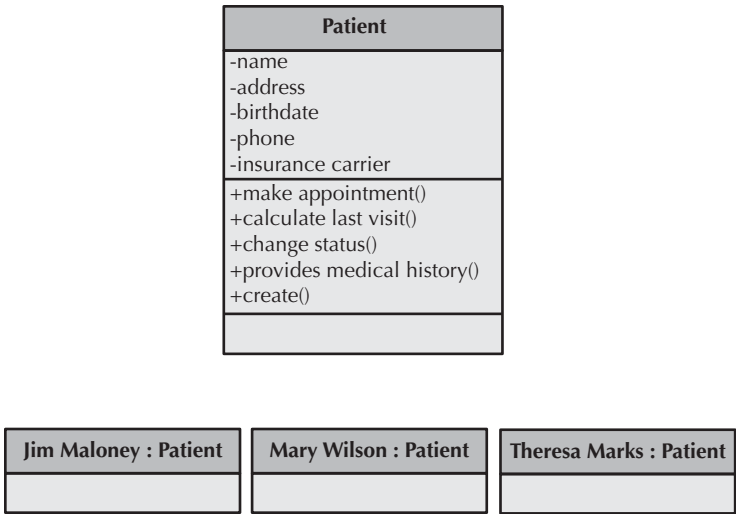 Patient
-name
-address
-birthdate
-phone
-insurance carrier
+make appointment()
+calculate last visit()
+change status()
+provides medical history()
+create()
Jim Maloney : Patient
Mary Wilson : Patient
Theresa Marks : Patient